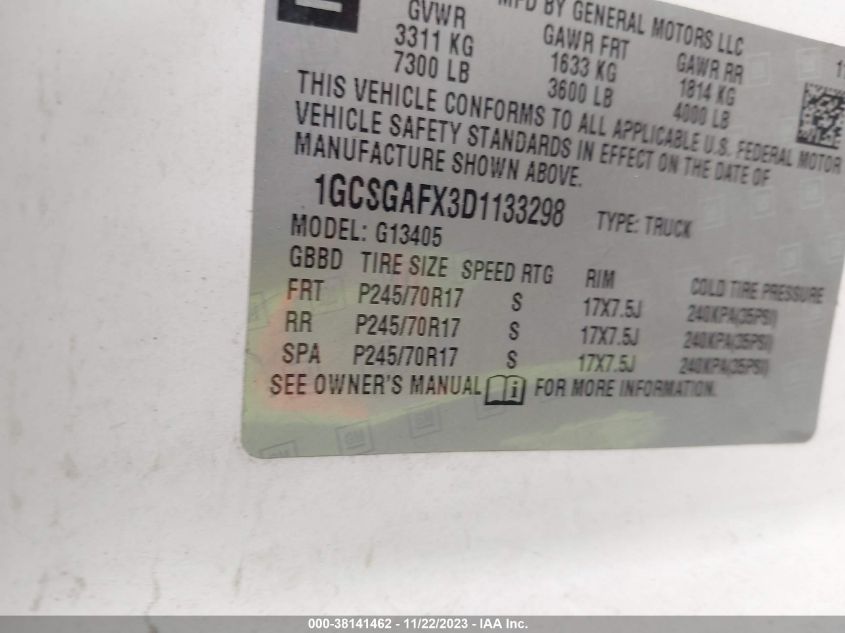 MFD BY GENERAL MOTORS LLC
GVWR GAWR FRT GAWR RR
3311 KG 1633 KG 1814 KG
7300 LB 3600 LB 4000 LB
THIS VEHICLE CONFORMS TO ALL APPLICABLE U.S. FEDERAL MOTOR
VEHICLE SAFETY STANDARDS IN EFFECT ON THE DATE OF
MANUFACTURE SHOWN ABOVE.
1GCSGAFX3D1133298 TYPE: TRUCK
MODEL: G13405
GBBD TIRE SIZE SPEED RTG RIM COLD TIRE PRESSURE
FRT P245/70R17 S 17X7.5J 240KPA(35PSI)
RR P245/70R17 S 17X7.5J 240KPA(35PSI)
SPA P245/70R17 S 17X7.5J 240KPA(35PSI)
SEE OWNER'S MANUAL FOR MORE INFORMATION.
GM GM GM
000-38141462 - 11/22/2023 - IAA Inc.